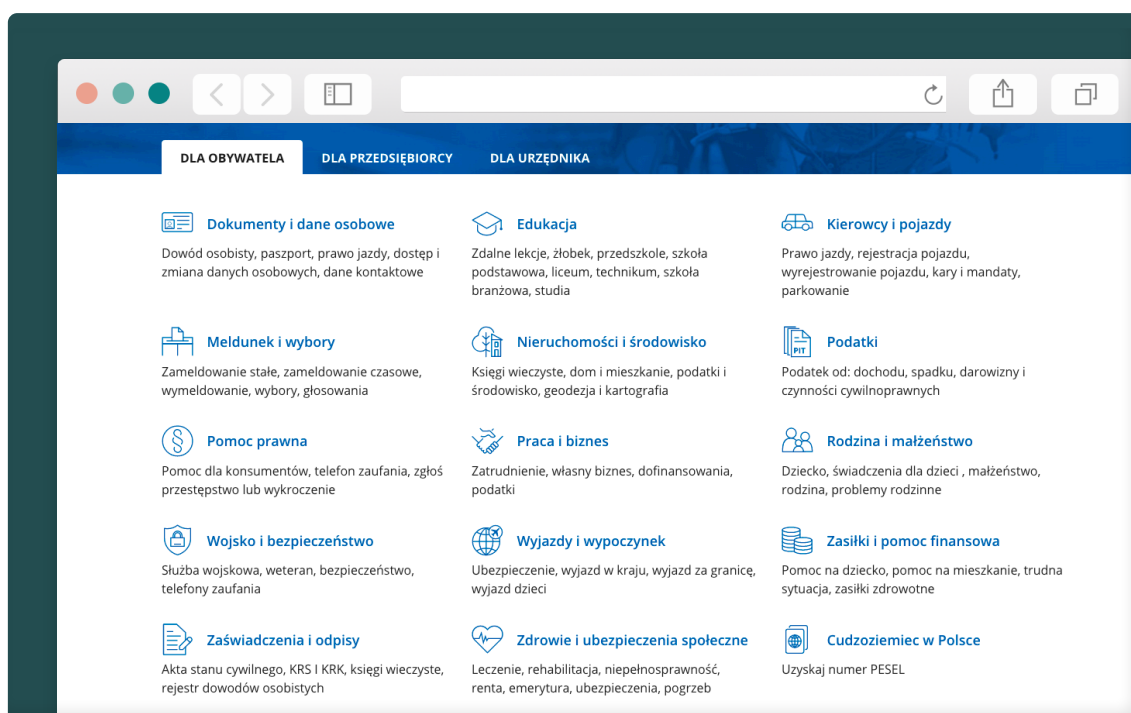 DLA OBYWATELA
DLA PRZEDSIĘBIORCY
DLA URZĘDNIKA
Dokumenty i dane osobowe
Dowód osobisty, paszport, prawo jazdy, dostęp i
zmiana danych osobowych, dane kontaktowe
Edukacja
Zdalne lekcje, żłobek, przedszkole, szkoła
podstawowa, liceum, technikum, szkoła
branżowa, studia
Kierowcy i pojazdy
Prawo jazdy, rejestracja pojazdu,
wyrejestrowanie pojazdu, kary i mandaty,
parkowanie
Meldunek i wybory
Zameldowanie stałe, zameldowanie czasowe,
wymeldowanie, wybory, głosowania
Nieruchomości i środowisko
Księgi wieczyste, dom i mieszkanie, podatki i
środowisko, geodezja i kartografia
PIT
Podatki
Podatek od: dochodu, spadku, darowizny i
czynności cywilnoprawnych
§
Pomoc prawna
Pomoc dla konsumentów, telefon zaufania, zgłoś
przestępstwo lub wykroczenie
Praca i biznes
Zatrudnienie, własny biznes, dofinansowania,
podatki
Rodzina i małżeństwo
Dziecko, świadczenia dla dzieci , małżeństwo,
rodzina, problemy rodzinne
Wojsko i bezpieczeństwo
Służba wojskowa, weteran, bezpieczeństwo,
telefony zaufania
Wyjazdy i wypoczynek
Ubezpieczenie, wyjazd w kraju, wyjazd za granicę,
wyjazd dzieci
Zasiłki i pomoc finansowa
Pomoc na dziecko, pomoc na mieszkanie, trudna
sytuacja, zasiłki zdrowotne
Zaświadczenia i odpisy
Akta stanu cywilnego, KRS I KRK, księgi wieczyste,
rejestr dowodów osobistych
Zdrowie i ubezpieczenia społeczne
Leczenie, rehabilitacja, niepełnosprawność,
renta, emerytura, ubezpieczenia, pogrzeb
Cudzoziemiec w Polsce
Uzyskaj numer PESEL